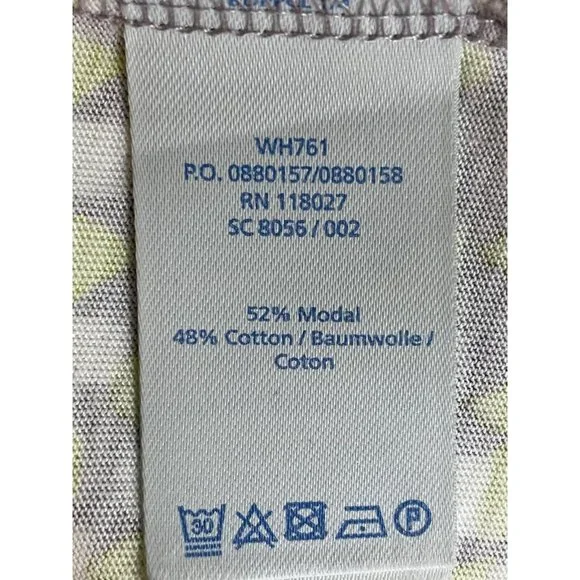 WH761
P.O. 0880157/0880158
RN 118027
SC 8056 / 002
52% Modal
48% Cotton / Baumwolle /
Coton
30 P